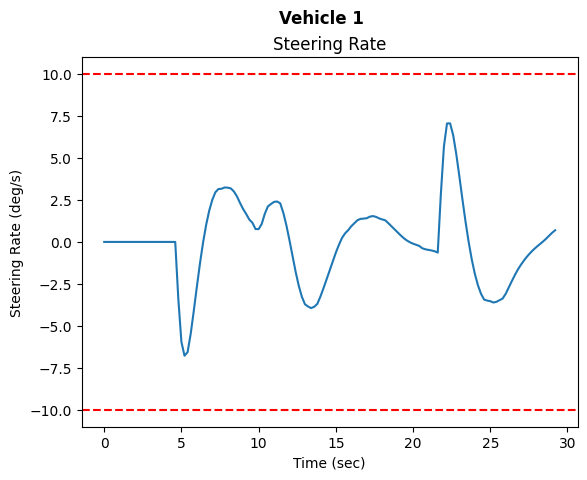 Vehicle 1
Steering Rate
10.0
7.5
5.0
2.5
0.0
−2.5
−5.0
−7.5
−10.0
Steering Rate (deg/s)
0 5 10 15 20 25 30
Time (sec)